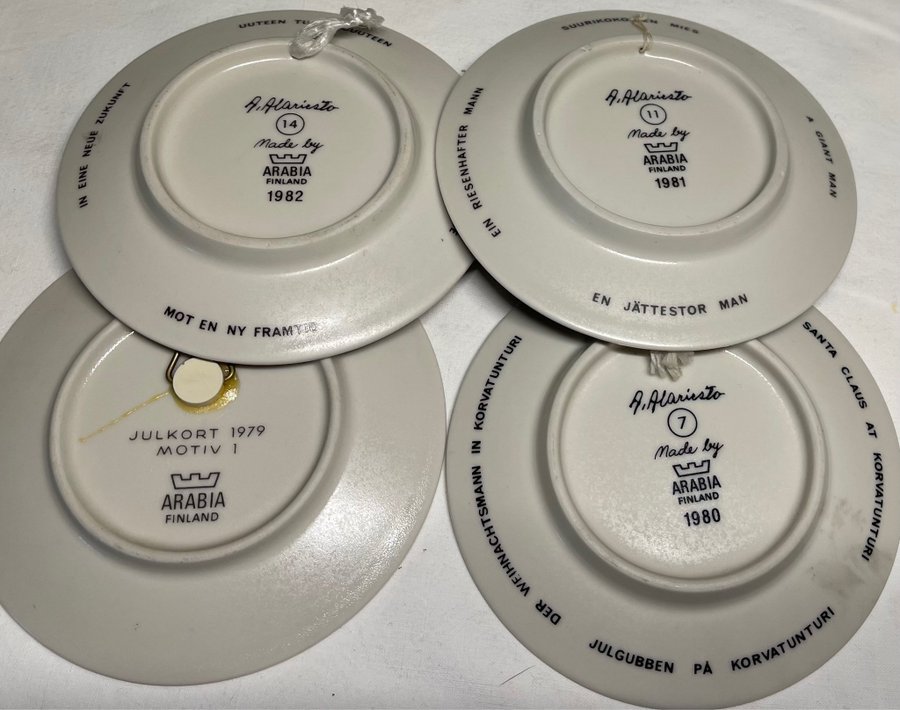 UUTEEN
UUTEEN
IN EINE NEUE ZUKUNFT
A. Alariesto
14
Made by
ARABIA
FINLAND
1982
MOT EN NY FRAMTID
MIES
EIN RIESENHAFTER MANN
A GIANT MAN
A. Alariesto
11
Made by
ARABIA
FINLAND
1981
EN JÄTTESTOR MAN
JULKORT 1979
MOTIV 1
ARABIA
FINLAND
DER WEIHNACHTSMANN IN KORVATUNTURI
SANTA CLAUS AT KORVATUNTURI
A. Alariesto
7
Made by
ARABIA
FINLAND
1980
JULGUBBEN PÅ KORVATUNTURI